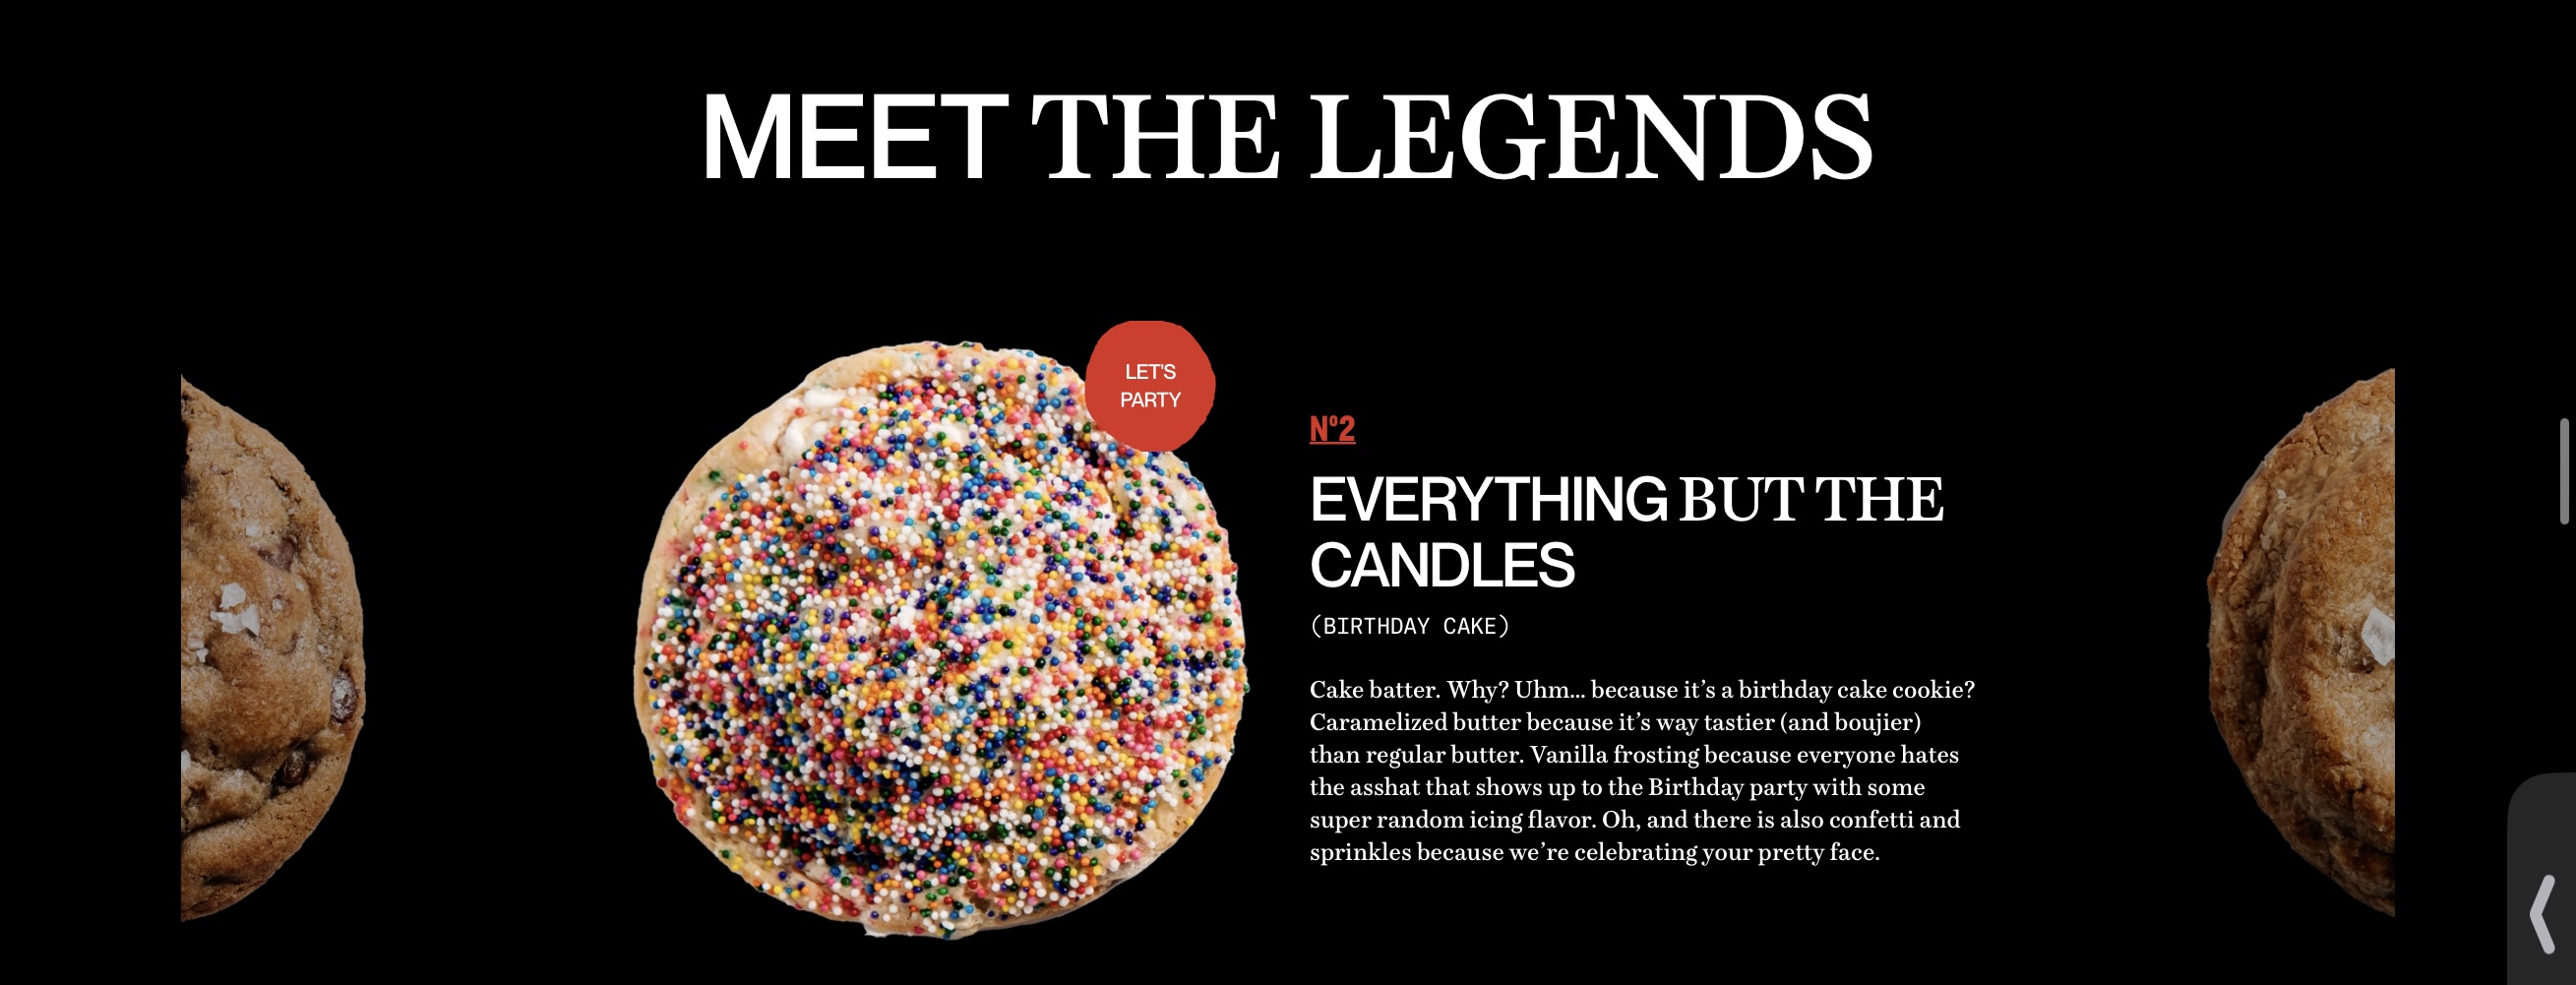 MEET THE LEGENDS
LET'S
PARTY
Nº2
EVERYTHING BUT THE
CANDLES
(BIRTHDAY CAKE)
Cake batter. Why? Uhm... because it’s a birthday cake cookie?
Caramelized butter because it’s way tastier (and boujier)
than regular butter. Vanilla frosting because everyone hates
the asshat that shows up to the Birthday party with some
super random icing flavor. Oh, and there is also confetti and
sprinkles because we’re celebrating your pretty face.